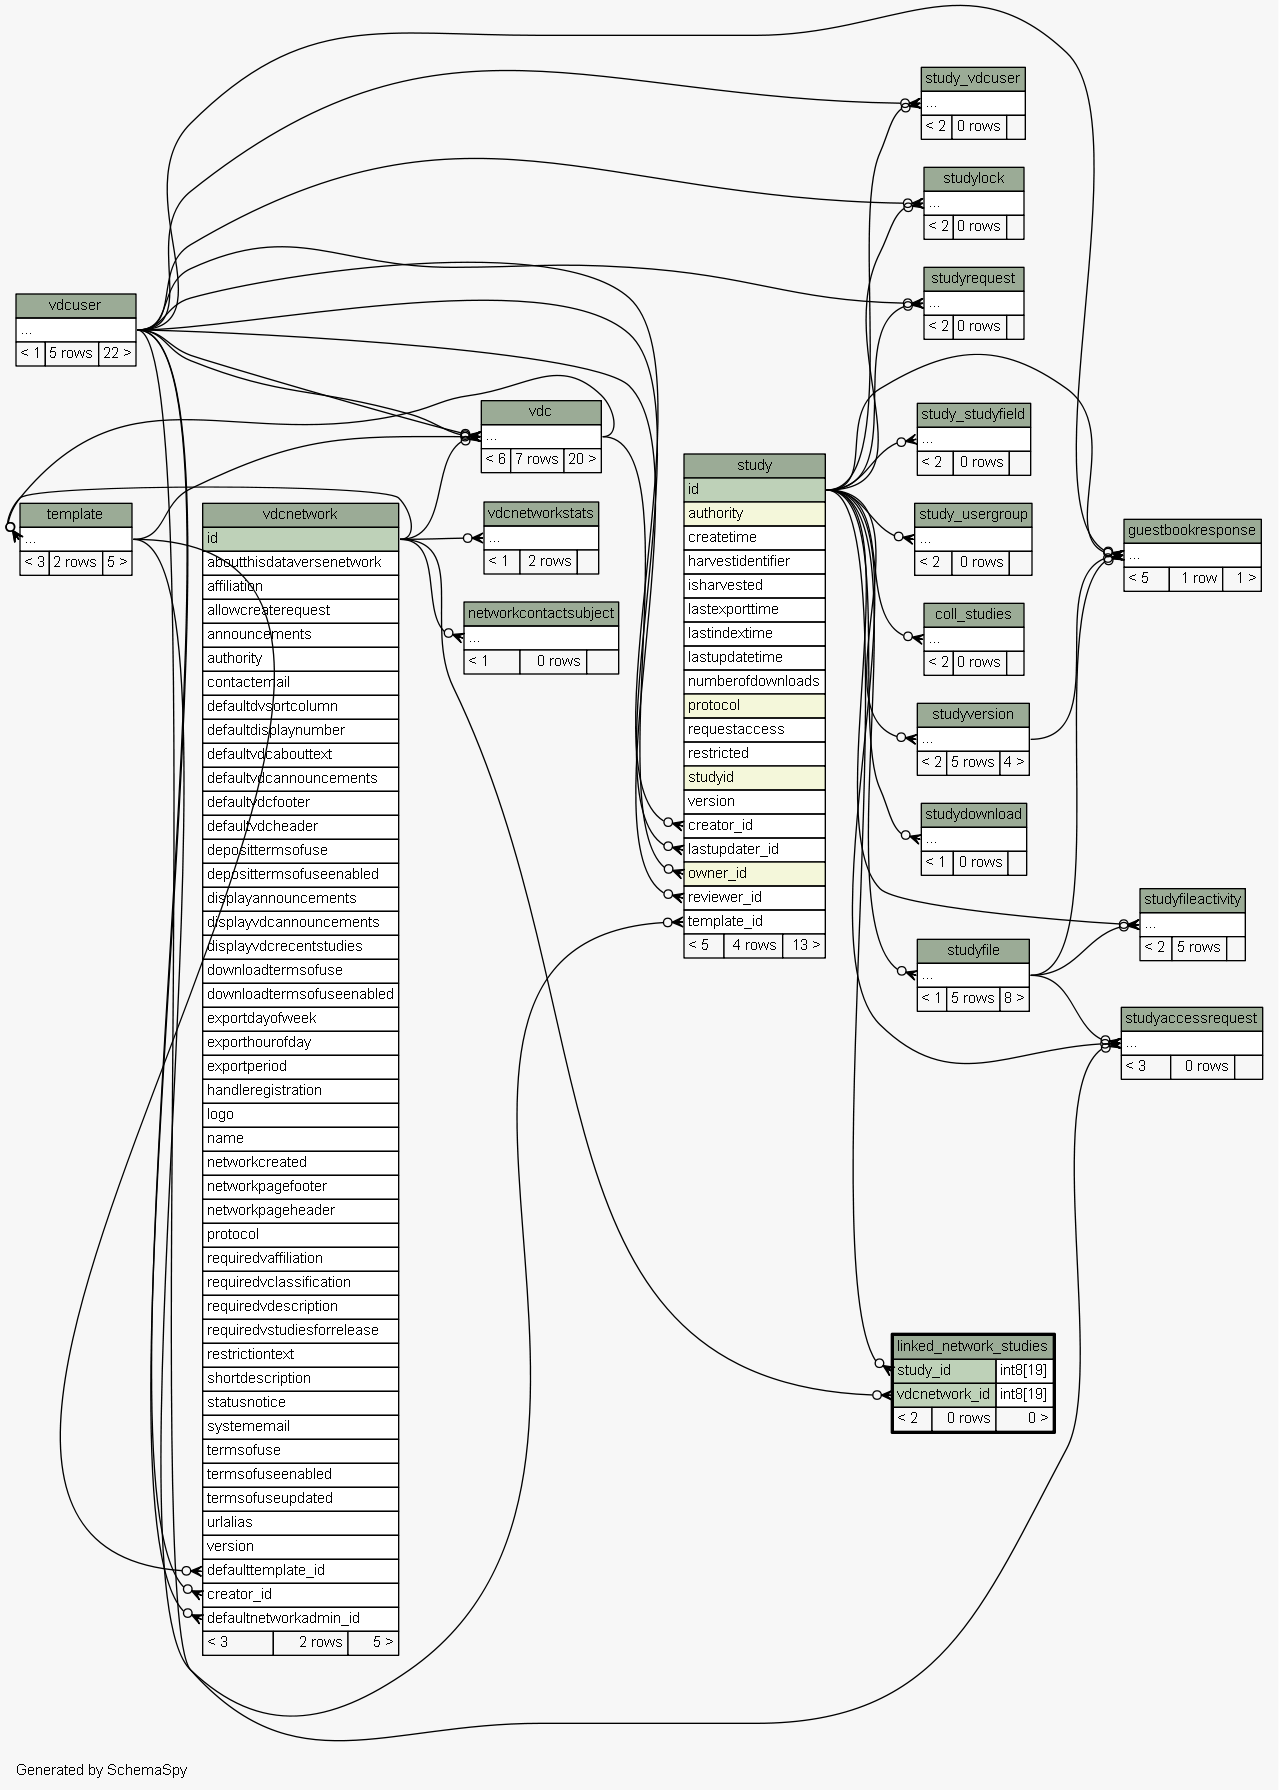 study_vdcuser
...
< 2 0 rows
studylock
...
< 2 0 rows
studyrequest
...
< 2 0 rows
vdcuser
...
< 1 5 rows 22 >
vdc
...
< 6 7 rows 20 >
study_studyfield
...
< 2 0 rows
template
...
< 3 2 rows 5 >
vdcnetwork
id
aboutthisdataversenetwork
affiliation
allowcreaterequest
announcements
authority
contactemail
defaultdvsortcolumn
defaultdisplaynumber
defaultvdcabouttext
defaultvdcannouncements
defaultvdcfooter
defaultvdcheader
deposittermsofuse
deposittermsofuseenabled
displayannouncements
displayvdcannouncements
displayvdcrecentstudies
downloadtermsofuse
downloadtermsofuseenabled
exportdayofweek
exporthourofday
exportperiod
handleregistration
logo
name
networkcreated
networkpagefooter
networkpageheader
protocol
requiredvaffiliation
requiredvclassification
requiredvdescription
requiredvstudiesforrelease
restrictiontext
shortdescription
statusnotice
systememail
termsofuse
termsofuseenabled
termsofuseupdated
urlalias
version
defaulttemplate_id
creator_id
defaultnetworkadmin_id
< 3 2 rows 5 >
vdcnetworkstats
...
< 1 2 rows
networkcontactsubject
...
< 1 0 rows
study
id
authority
createtime
harvestidentifier
isharvested
lastexporttime
lastindextime
lastupdatetime
numberofdownloads
protocol
requestaccess
restricted
studyid
version
creator_id
lastupdater_id
owner_id
reviewer_id
template_id
< 5 4 rows 13 >
study_usergroup
...
< 2 0 rows
guestbookresponse
...
< 5 1 row 1 >
coll_studies
...
< 2 0 rows
studyversion
...
< 2 5 rows 4 >
studydownload
...
< 1 0 rows
studyfileactivity
...
< 2 5 rows
studyfile
...
< 1 5 rows 8 >
studyaccessrequest
...
< 3 0 rows
linked_network_studies
study_id int8[19]
vdcnetwork_id int8[19]
< 2 0 rows 0 >
Generated by SchemaSpy